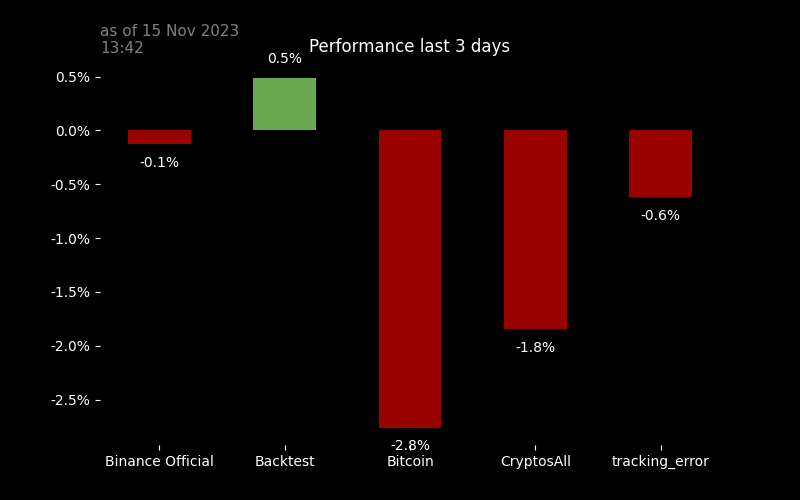 as of 15 Nov 2023
13:42
Performance last 3 days
0.5%
0.5%
0.0%
-0.1%
-0.5%
-0.6%
-1.0%
-1.5%
-1.8%
-2.0%
-2.5%
-2.8%
Binance Official
Backtest
Bitcoin
CryptosAll
tracking_error